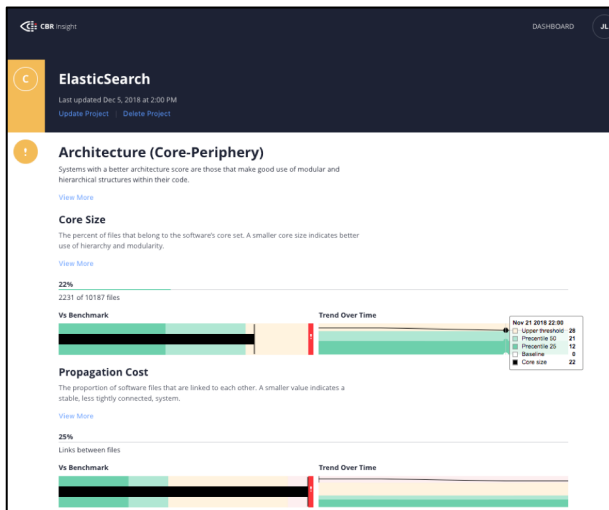 CBR Insight
DASHBOARD
JL
C
ElasticSearch
Last updated Dec 5, 2018 at 2:00 PM
Update Project | Delete Project
!
Architecture (Core-Periphery)
Systems with a better architecture score are those that make good use of modular and
hierarchical structures within their code.
View More
Core Size
The percent of files that belong to the software's core set. A smaller core size indicates better
use of hierarchy and modularity.
View More
22%
2231 of 10187 files
Vs Benchmark
!
Trend Over Time
Nov 21 2018 22:00
Upper threshold 28
Precentile 50 21
Precentile 25 12
Baseline 0
Core size 22
Propagation Cost
The proportion of software files that are linked to each other. A smaller value indicates a
stable, less tightly connected, system.
View More
25%
Links between files
Vs Benchmark
!
Trend Over Time